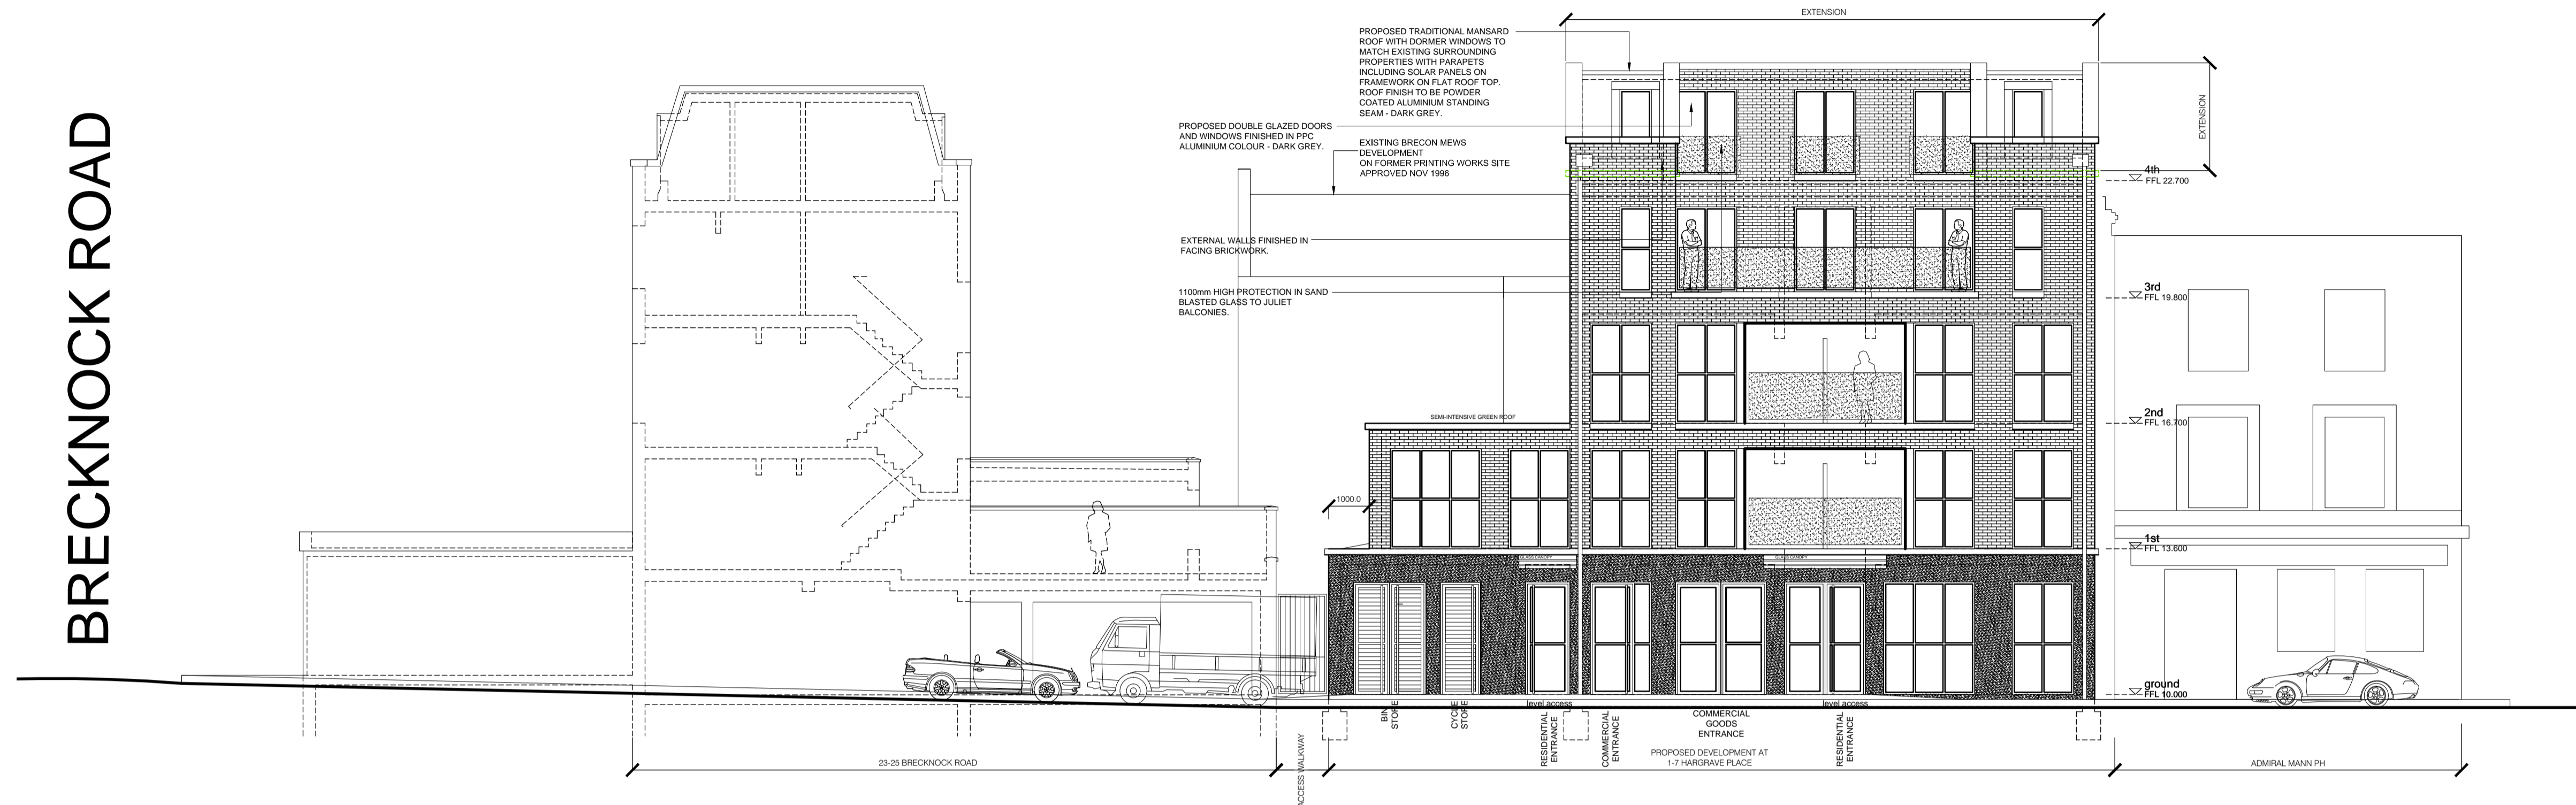 BRECKNOCK ROAD
EXTENSION
PROPOSED TRADITIONAL MANSARD
ROOF WITH DORMER WINDOWS TO
MATCH EXISTING SURROUNDING
PROPERTIES WITH PARAPETS
INCLUDING SOLAR PANELS ON
FRAMEWORK ON FLAT ROOF TOP.
ROOF FINISH TO BE POWDER
COATED ALUMINIUM STANDING
SEAM - DARK GREY.
EXTENSION
PROPOSED DOUBLE GLAZED DOORS
AND WINDOWS FINISHED IN PPC
ALUMINIUM COLOUR - DARK GREY.
EXISTING BRECON MEWS
DEVELOPMENT
ON FORMER PRINTING WORKS SITE
APPROVED NOV 1996
4th
FFL 22.700
EXTERNAL WALLS FINISHED IN
FACING BRICKWORK.
1100mm HIGH PROTECTION IN SAND
BLASTED GLASS TO JULIET
BALCONIES.
3rd
FFL 19.800
SEMI-INTENSIVE GREEN ROOF
2nd
FFL 16.700
1000.0
1st
FFL 13.600
GLASS CANOPY
GLASS CANOPY
ground
FFL 10.000
level access
level access
BIN
STORE
CYCLE
STORE
RESIDENTIAL
ENTRANCE
COMMERCIAL
ENTRANCE
COMMERCIAL
GOODS
ENTRANCE
RESIDENTIAL
ENTRANCE
23-25 BRECKNOCK ROAD
ACCESS WALKWAY
PROPOSED DEVELOPMENT AT
1-7 HARGRAVE PLACE
ADMIRAL MANN PH